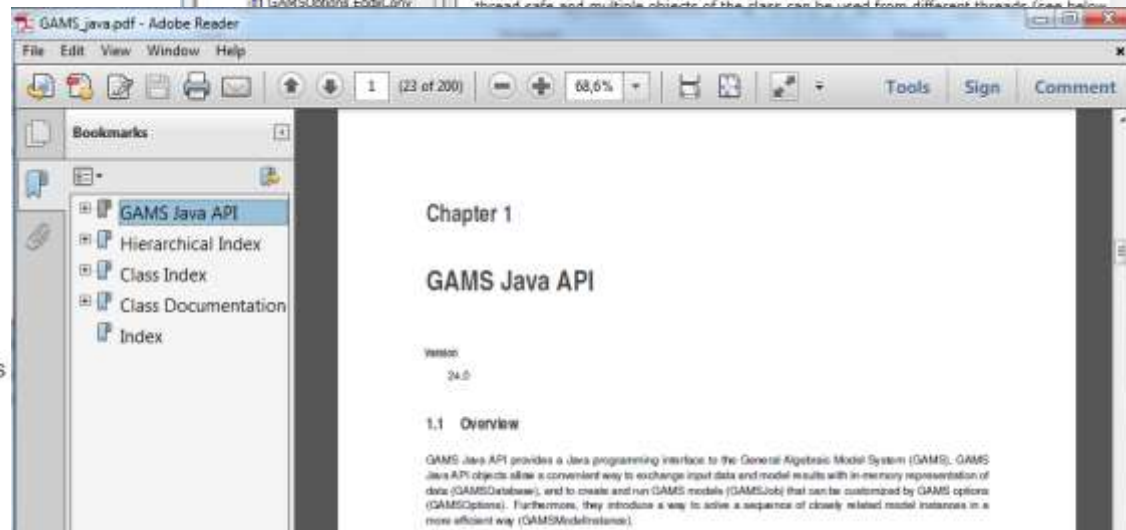 GAMSOptions.EodeLony
thread safe and multiple objects of the class can be used from different threads (see below
GAMS_java.pdf - Adobe Reader
File Edit View Window Help
1 (23 of 200) 68,6% Tools Sign Comment
Bookmarks
GAMS Java API
Hierarchical Index
Class Index
Class Documentation
Index
s
Chapter 1
GAMS Java API
Version
24.0
1.1 Overview
GAMS Java API provides a Java programming interface to the General Algebraic Model System (GAMS). GAMS
Java API objects allow a convenient way to exchange input data and model results with in-memory representation of
data (GAMSDatabase), and to create and run GAMS models (GAMSJob) that can be customized by GAMS options
(GAMSOptions). Furthermore, they introduce a way to solve a sequence of closely related model instances in a
more efficient way (GAMSModelInstance).